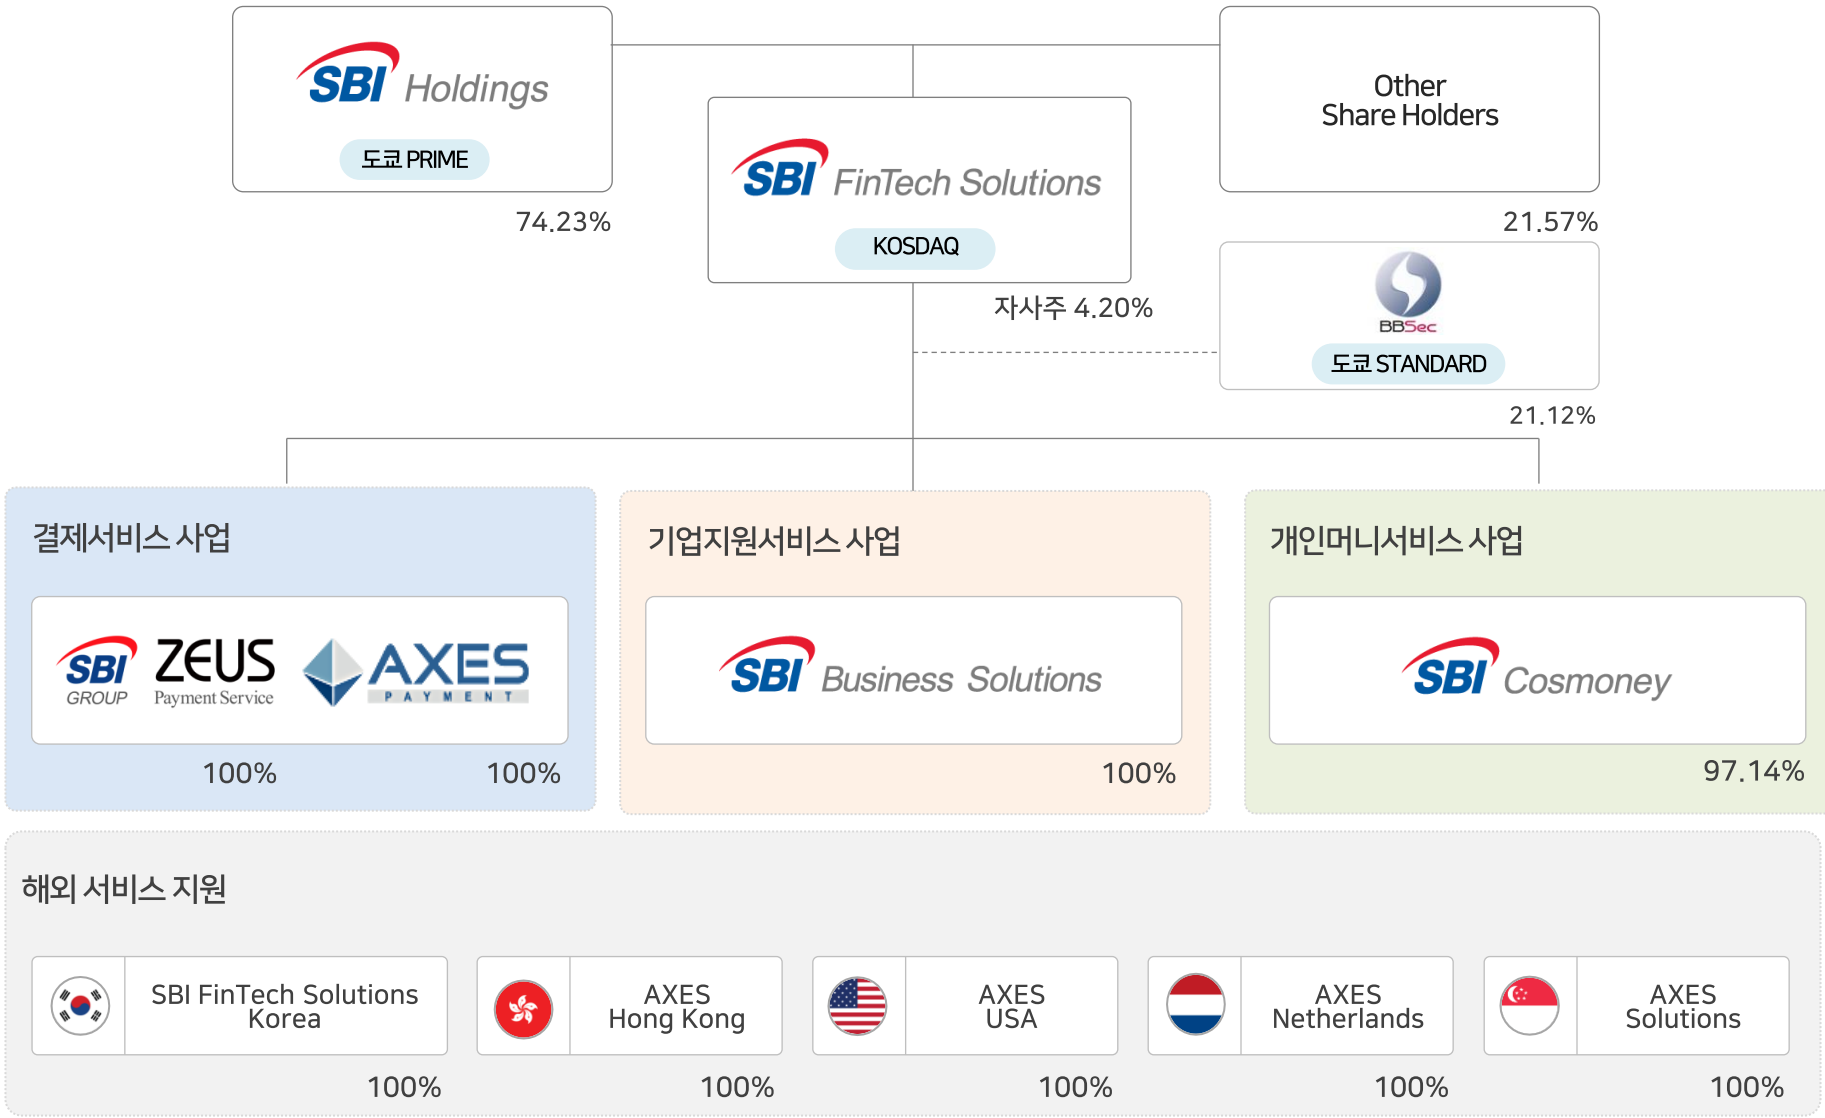 SBI Holdings
도쿄 PRIME
74.23%
SBI FinTech Solutions
KOSDAQ
자사주 4.20%
Other
Share Holders
21.57%
BBSec
도쿄 STANDARD
21.12%
결제서비스 사업
SBI
GROUP
ZEUS
Payment Service
AXES
PAYMENT
100%
100%
기업지원서비스 사업
SBI Business Solutions
100%
개인머니서비스 사업
SBI Cosmoney
97.14%
해외 서비스 지원
SBI FinTech Solutions
Korea
100%
AXES
Hong Kong
100%
AXES
USA
100%
AXES
Netherlands
100%
AXES
Solutions
100%